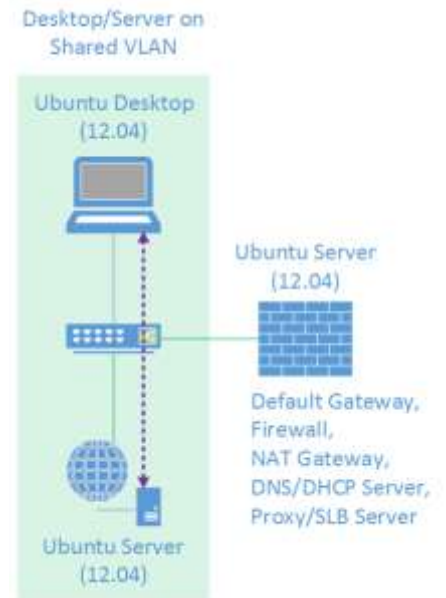 Desktop/Server on
Shared VLAN
Ubuntu Desktop
(12.04)
Ubuntu Server
(12.04)
Default Gateway,
Firewall,
NAT Gateway,
DNS/DHCP Server,
Proxy/SLB Server
Ubuntu Server
(12.04)